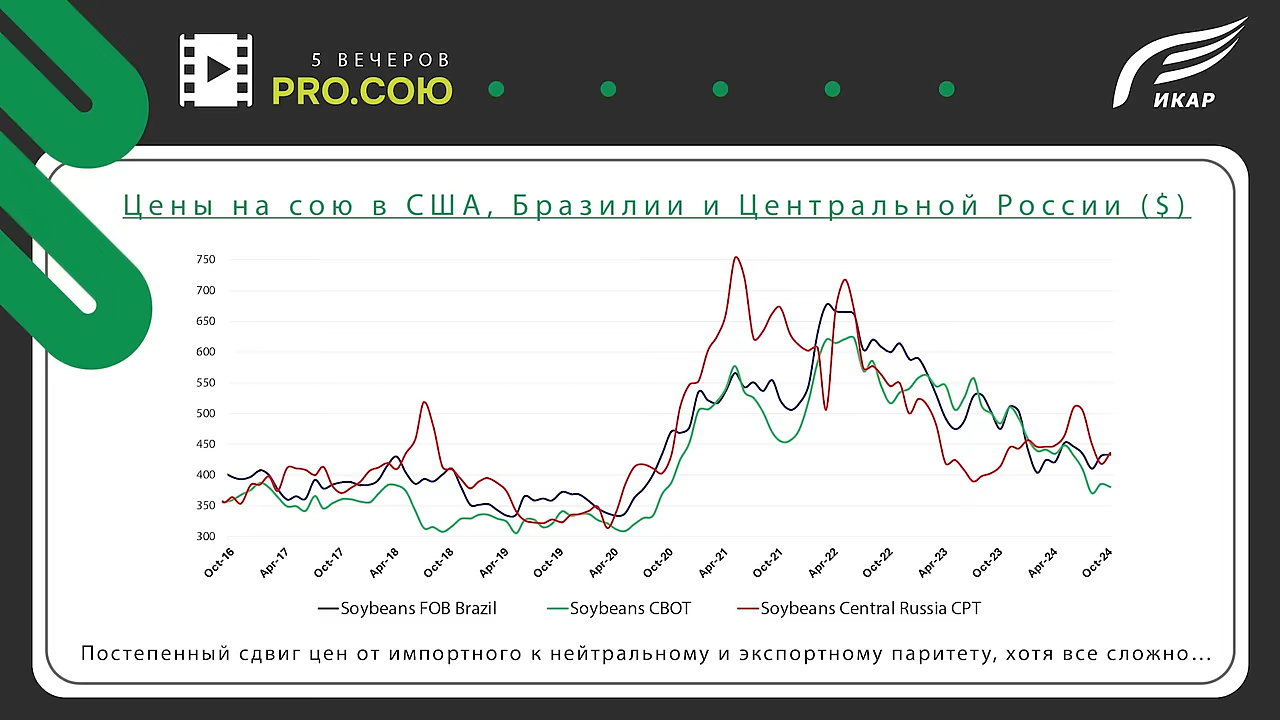 5 ВЕЧЕРОВ
PRO.СОЮ
ИКАР
Цены на сою в США, Бразилии и Центральной России ($)
750
700
650
600
550
500
450
400
350
300
Oct-16 Apr-17 Oct-17 Apr-18 Oct-18 Apr-19 Oct-19 Apr-20 Oct-20 Apr-21 Oct-21 Apr-22 Oct-22 Apr-23 Oct-23 Apr-24 Oct-24
Soybeans FOB Brazil Soybeans CBOT Soybeans Central Russia CPT
Постепенный сдвиг цен от импортного к нейтральному и экспортному паритету, хотя все сложно...